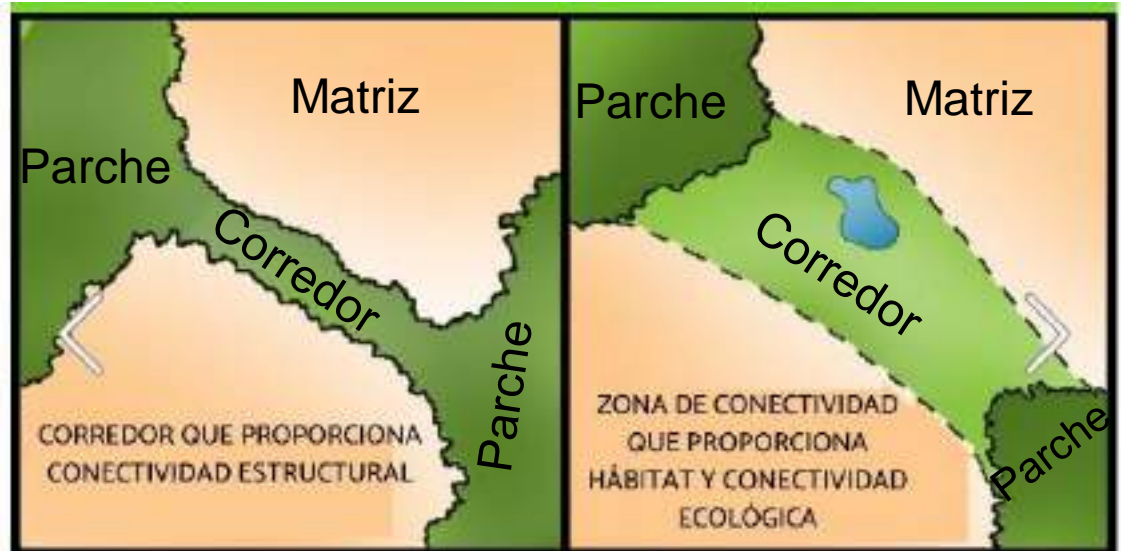 Matriz
Parche
Corredor
Parche
CORREDOR QUE PROPORCIONA
CONECTIVIDAD ESTRUCTURAL
Parche
Matriz
Corredor
ZONA DE CONECTIVIDAD
QUE PROPORCIONA
HÁBITAT Y CONECTIVIDAD
ECOLÓGICA
Parche